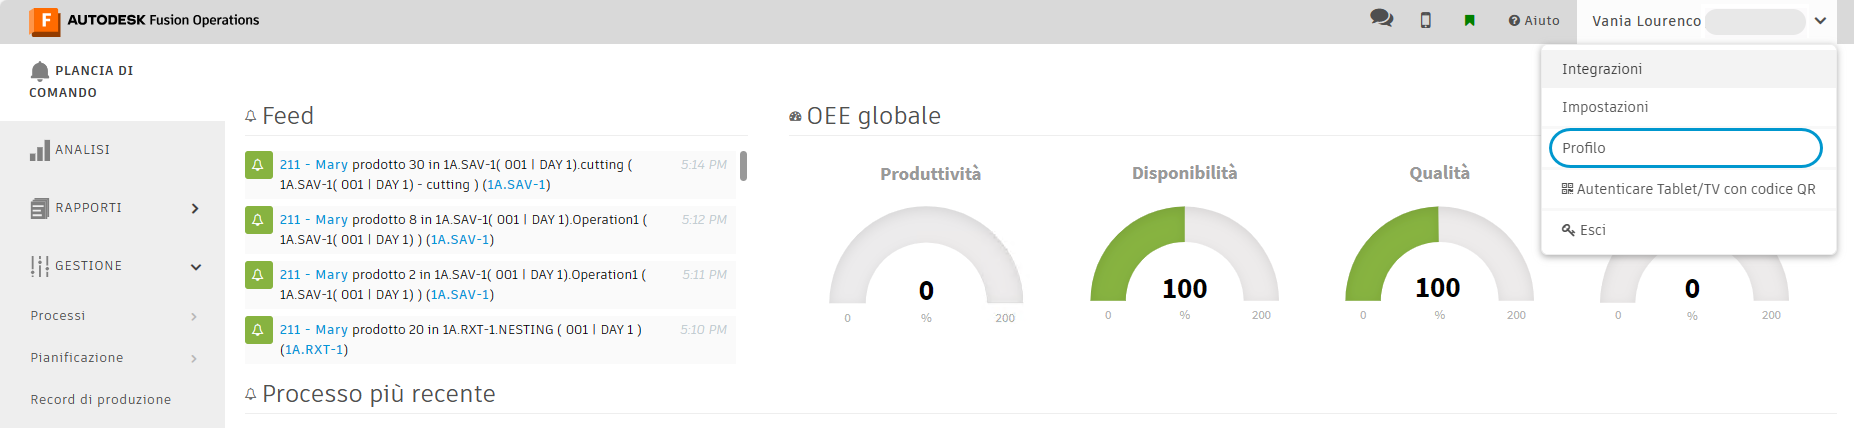 AUTODESK Fusion Operations
Aiuto
Vania Lourenco
PLANCIA DI
COMANDO
ANALISI
RAPPORTI
GESTIONE
Processi
Pianificazione
Record di produzione
Feed
211 - Mary prodotto 30 in 1A.SAV-1( 001 | DAY 1).cutting (
1A.SAV-1( 001 | DAY 1) - cutting ) (1A.SAV-1)
5:14 PM
211 - Mary prodotto 8 in 1A.SAV-1( 001 | DAY 1).Operation1 (
1A.SAV-1( 001 | DAY 1) ) (1A.SAV-1)
5:12 PM
211 - Mary prodotto 2 in 1A.SAV-1( 001 | DAY 1).Operation1 (
1A.SAV-1( 001 | DAY 1) ) (1A.SAV-1)
5:11 PM
211 - Mary prodotto 20 in 1A.RXT-1.NESTING ( 001 | DAY 1 )
(1A.RXT-1)
5:10 PM
Processo più recente
OEE globale
Produttività
0
0 % 200
Disponibilità
100
0 % 200
Qualità
100
0 % 200
0
0 % 200
Integrazioni
Impostazioni
Profilo
Autenticare Tablet/TV con codice QR
Esci